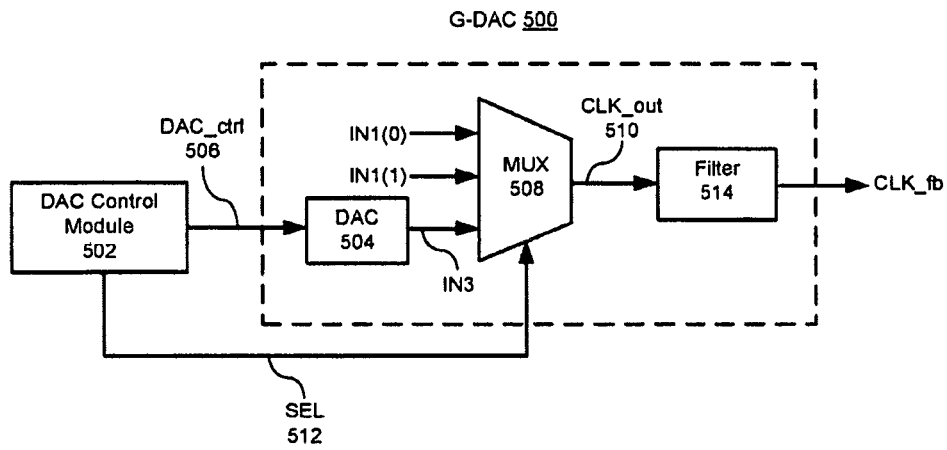 G-DAC 500
DAC_ctrl
506
CLK_out
510
IN1(0)
IN1(1)
MUX
508
Filter
514
CLK_fb
DAC Control
Module
502
DAC
504
IN3
SEL
512